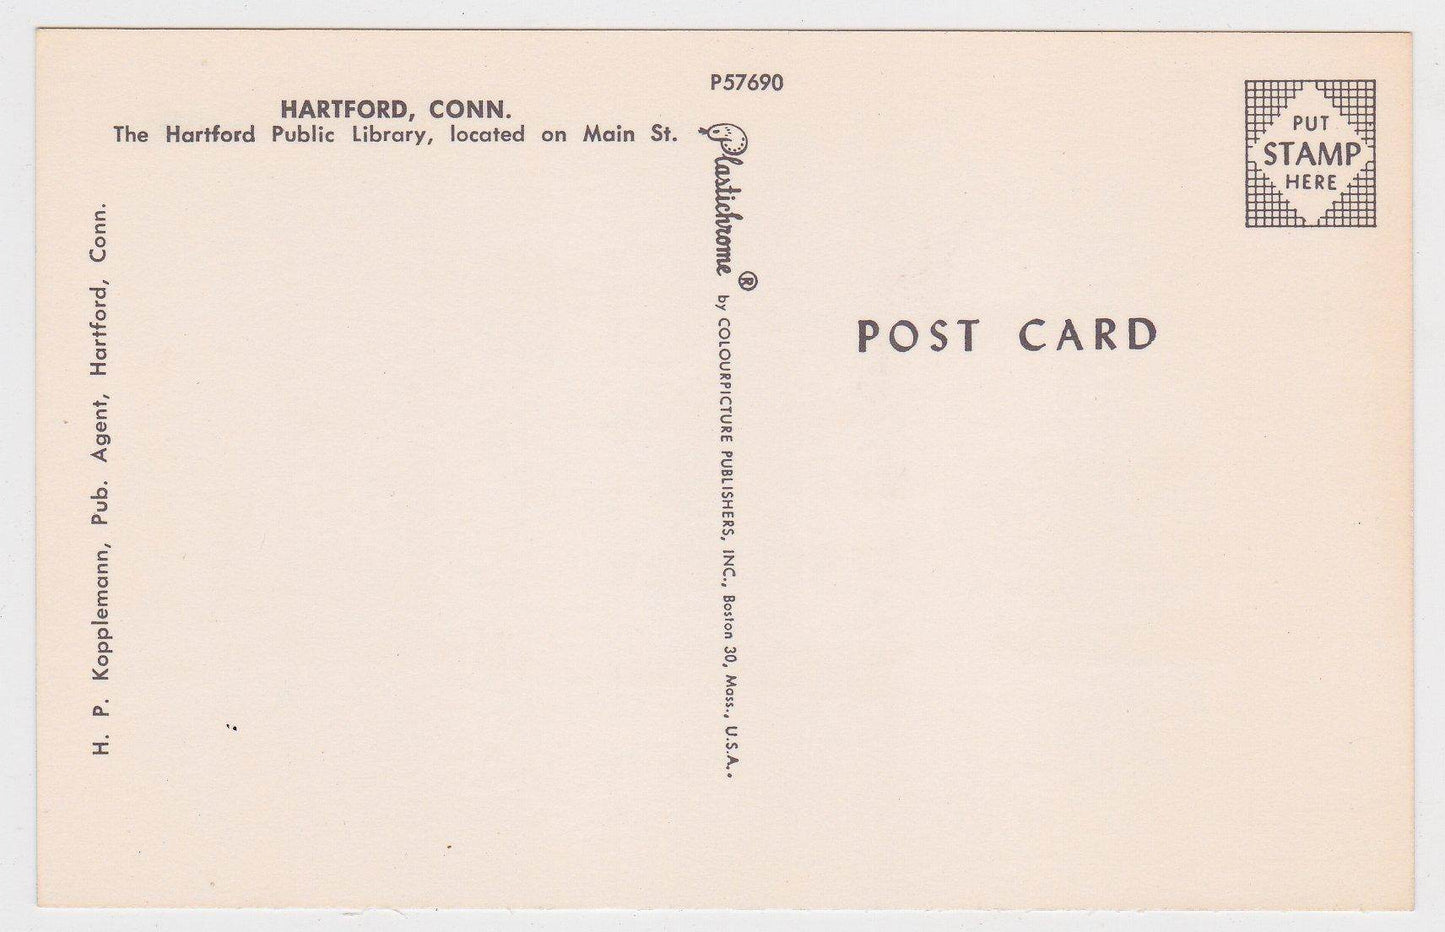 P57690
HARTFORD, CONN.
The Hartford Public Library, located on Main St.
H. P. Kopplemann, Pub. Agent, Hartford, Conn.
Plastichrome ® by COLOURPICTURE PUBLISHERS, INC., Boston 30, Mass., U.S.A.
PUT
STAMP
HERE
POST CARD